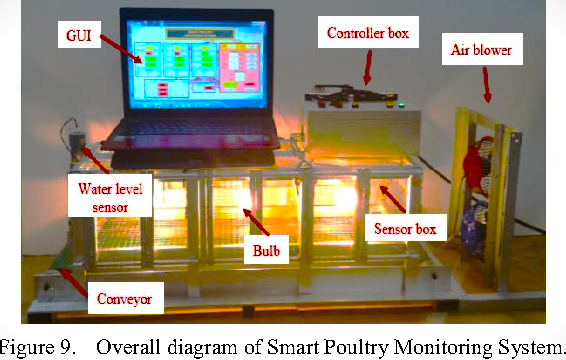 GUI
Controller box
Air blower
Water level
sensor
Bulb
Sensor box
Conveyor
Figure 9. Overall diagram of Smart Poultry Monitoring System.